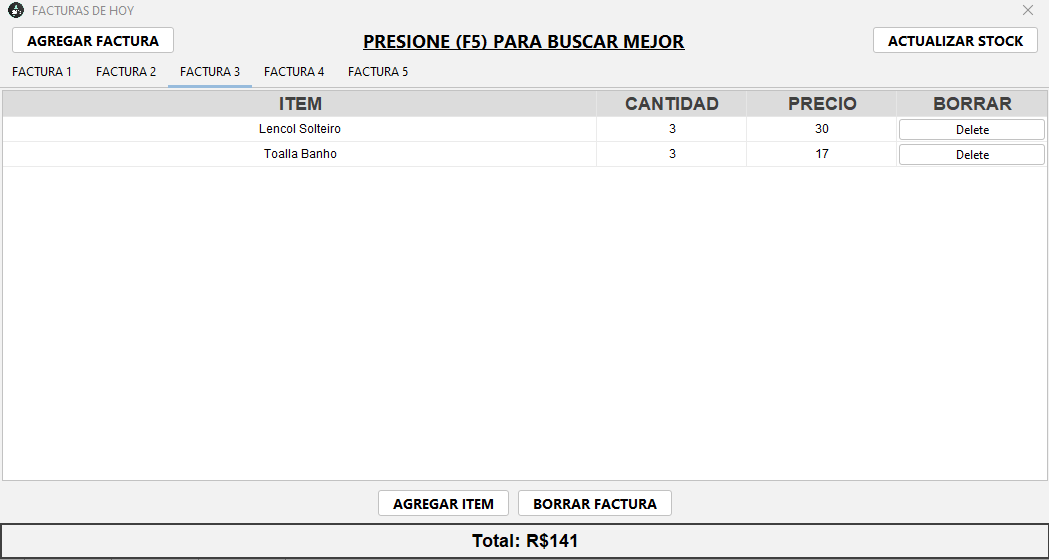 FACTURAS DE HOY
AGREGAR FACTURA PRESIONE (F5) PARA BUSCAR MEJOR ACTUALIZAR STOCK
FACTURA 1 FACTURA 2 FACTURA 3 FACTURA 4 FACTURA 5
ITEM CANTIDAD PRECIO BORRAR
Lencol Solteiro 3 30 Delete
Toalla Banho 3 17 Delete
AGREGAR ITEM BORRAR FACTURA
Total: R$141